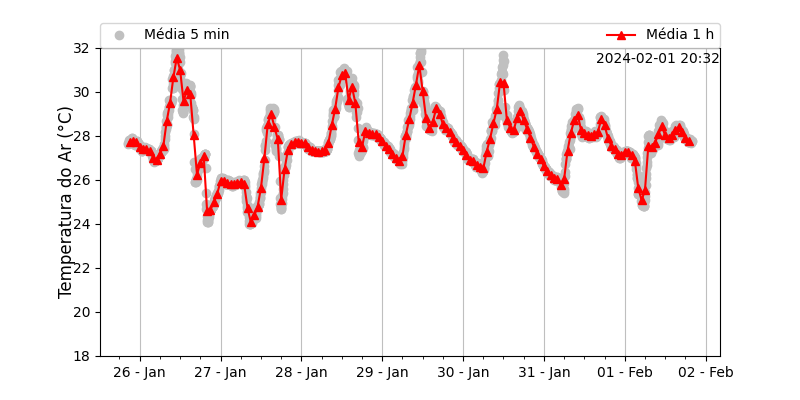 Média 5 min
Média 1 h
2024-02-01 20:32
Temperatura do Ar (°C)
32
30
28
26
24
22
20
18
26 - Jan
27 - Jan
28 - Jan
29 - Jan
30 - Jan
31 - Jan
01 - Feb
02 - Feb